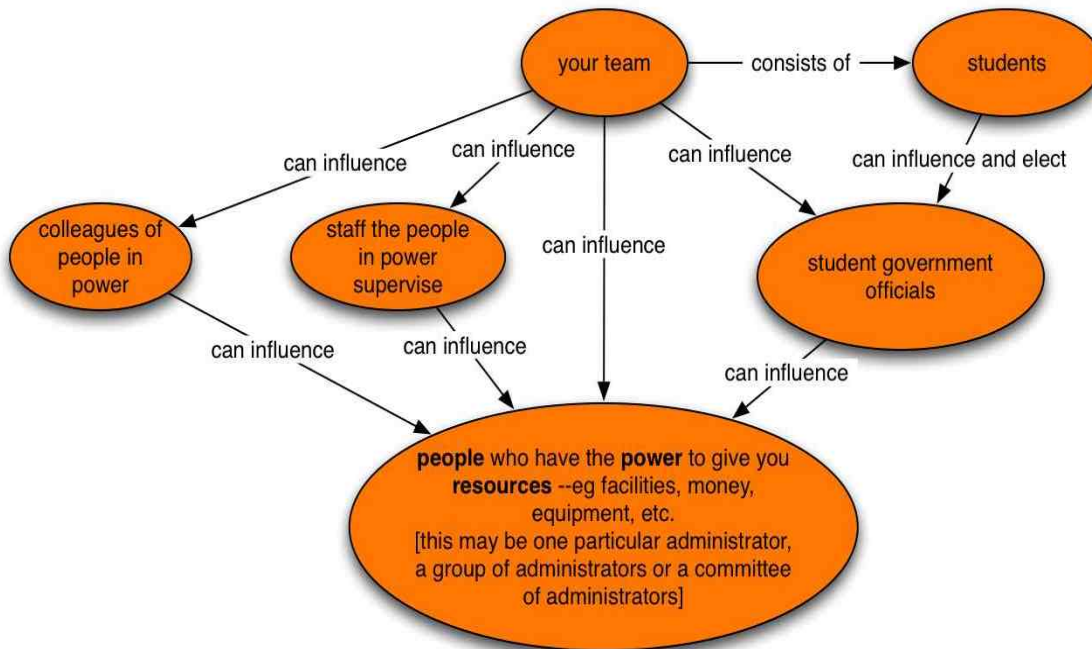 your team
consists of
students
can influence
can influence
can influence
can influence and elect
colleagues of
people in
power
staff the people
in power
supervise
can influence
student government
officials
can influence
can influence
can influence
people who have the power to give you
resources --eg facilities, money,
equipment, etc.
[this may be one particular administrator,
a group of administrators or a committee
of administrators]